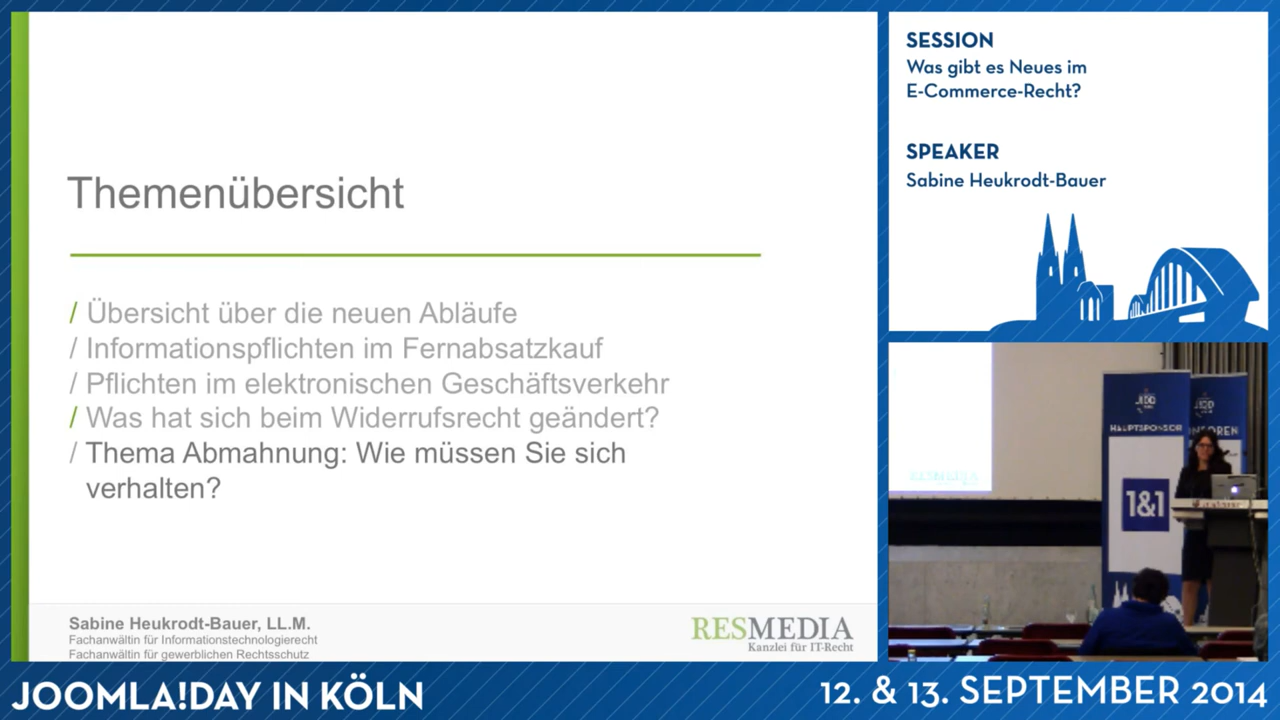 Themenübersicht
/ Übersicht über die neuen Abläufe
/ Informationspflichten im Fernabsatzkauf
/ Pflichten im elektronischen Geschäftsverkehr
/ Was hat sich beim Widerrufsrecht geändert?
/ Thema Abmahnung: Wie müssen Sie sich
verhalten?
Sabine Heukrodt-Bauer, LL.M.
Fachanwältin für Informationstechnologierecht
Fachanwältin für gewerblichen Rechtsschutz
RESMEDIA
Kanzlei für IT-Recht
SESSION
Was gibt es Neues im
E-Commerce-Recht?
SPEAKER
Sabine Heukrodt-Bauer
RESMEDIA
HAUPTSPONSOR
1&1
JOOMLA!DAY IN KÖLN
12. & 13. SEPTEMBER 2014